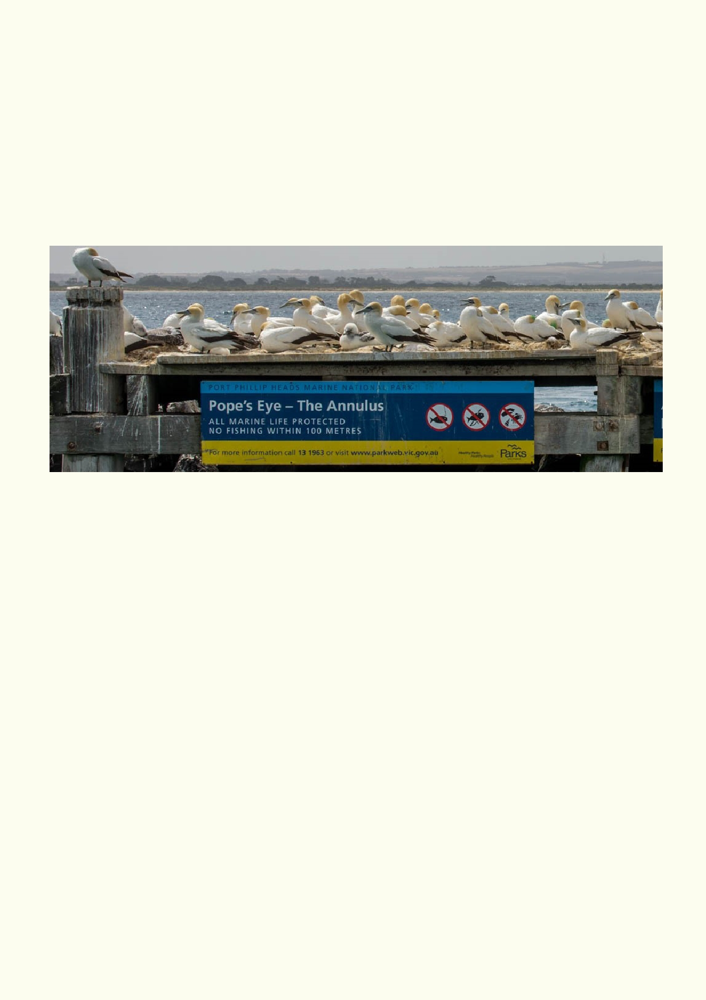 PORT PHILLIP HEADS MARINE NATIONAL PARK
Pope's Eye – The Annulus
ALL MARINE LIFE PROTECTED
NO FISHING WITHIN 100 METRES
For more information call 13 1963 or visit www.parkweb.vic.gov.au
Healthy Parks
Healthy People
Parks